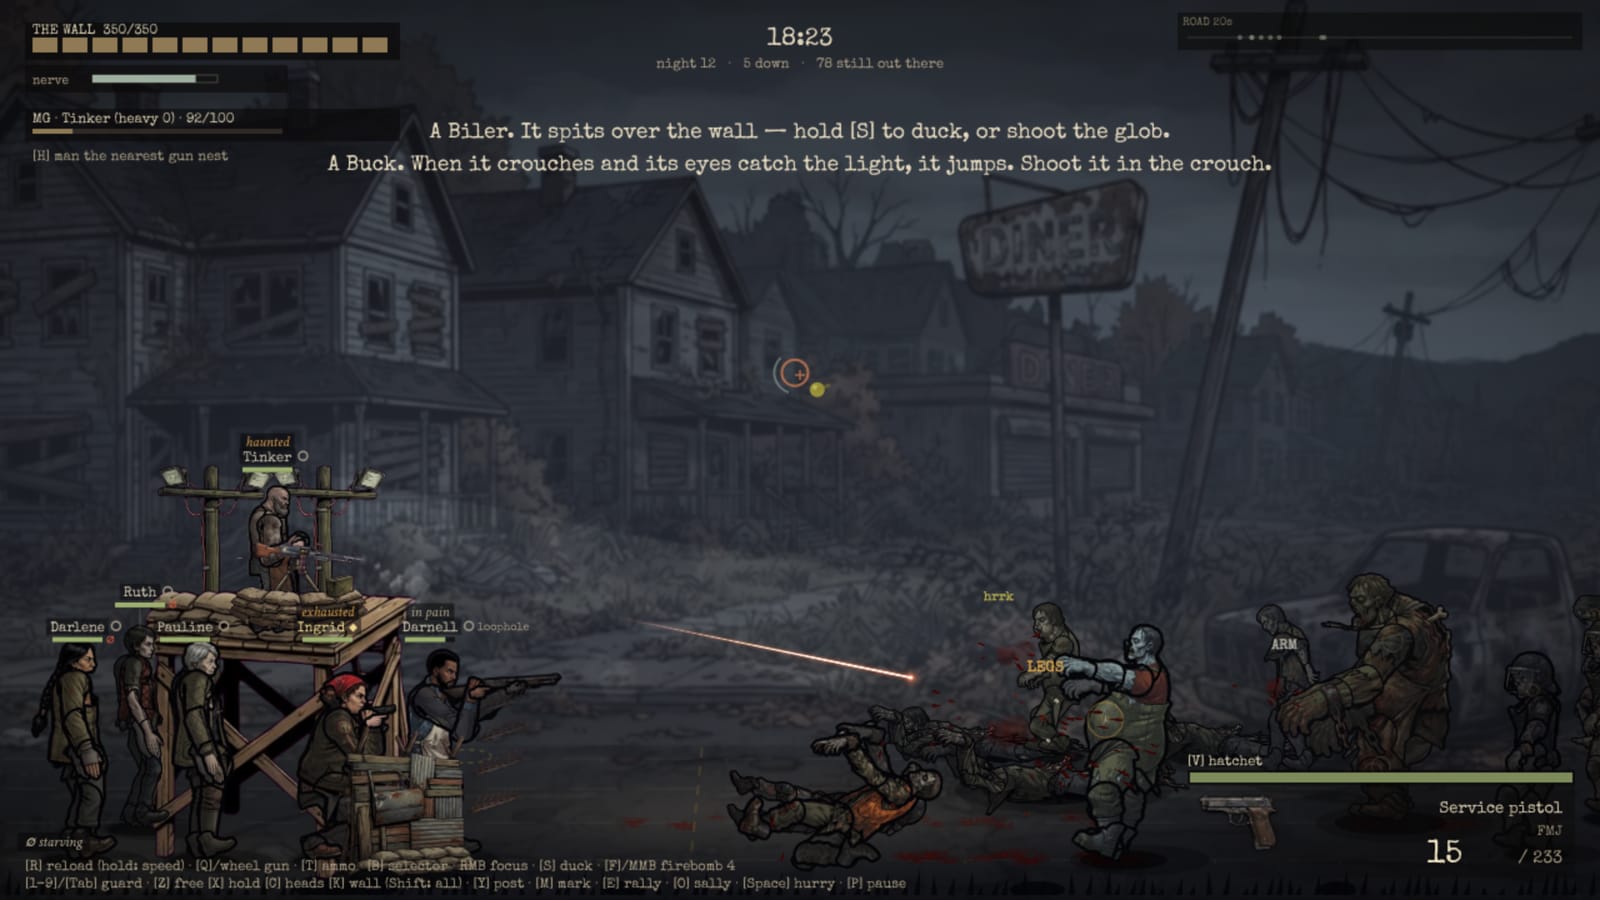 THE WALL 350/350
ROAD 20s
18:23
night 12 · 5 down · 78 still out there
nerve
MG · Tinker (heavy 0) · 92/100
[H] man the nearest gun nest
A Biler. It spits over the wall — hold [S] to duck, or shoot the glob.
A Buck. When it crouches and its eyes catch the light, it jumps. Shoot it in the crouch.
DINER
DINER
haunted
Tinker
Ruth
exhausted
in pain
Darlene
Pauline
Ingrid
Darnell
loophole
hrrk
LEGS
ARM
[V] hatchet
Service pistol
FMJ
15 / 233
Ø starving
[R] reload (hold: speed) · [Q]/wheel gun · [T] ammo · [B] selector · RMB focus · [S] duck · [F]/MMB firebomb 4
[1-9]/[Tab] guard · [Z] free [X] hold [C] heads [K] wall (Shift: all) · [Y] post · [M] mark · [E] rally · [O] sally · [Space] hurry · [P] pause